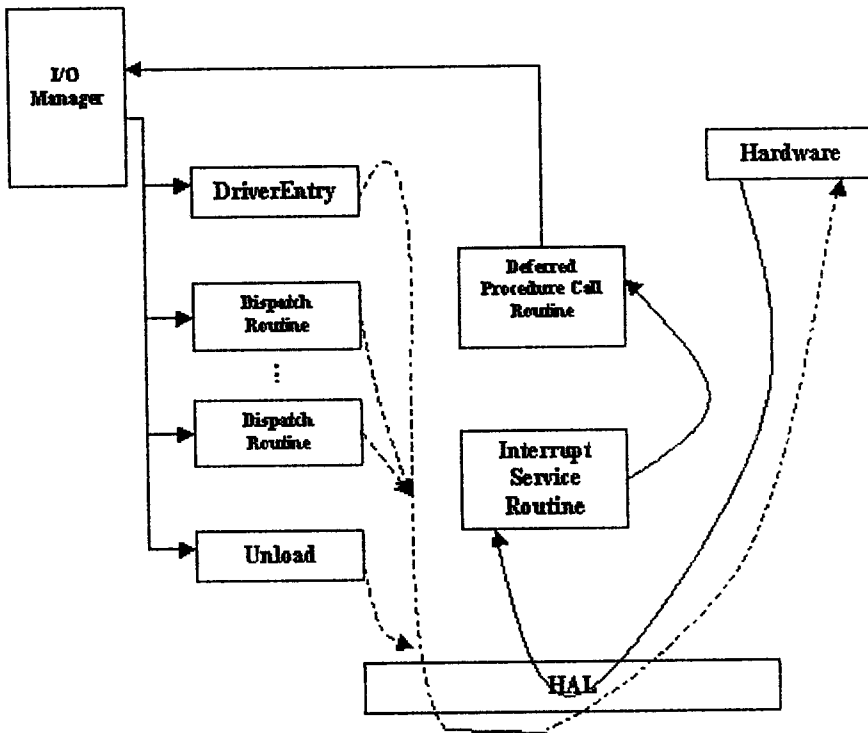 I/O
Manager
Hardware
DriverEntry
Deferred
Procedure Call
Routine
Dispatch
Routine
...
Dispatch
Routine
Interrupt
Service
Routine
Unload
HAL